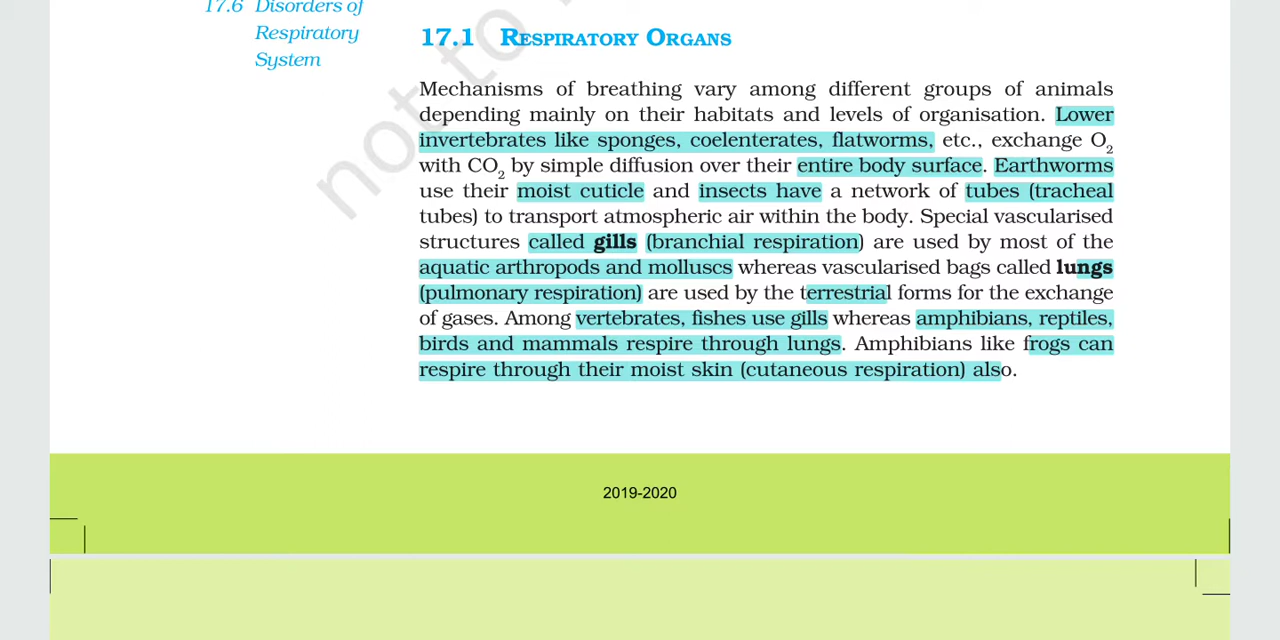 17.6 Disorders of
Respiratory
System
17.1 RESPIRATORY ORGANS
Mechanisms of breathing vary among different groups of animals
depending mainly on their habitats and levels of organisation. Lower
invertebrates like sponges, coelenterates, flatworms, etc., exchange O₂
with CO₂ by simple diffusion over their entire body surface. Earthworms
use their moist cuticle and insects have a network of tubes (tracheal
tubes) to transport atmospheric air within the body. Special vascularised
structures called gills (branchial respiration) are used by most of the
aquatic arthropods and molluscs whereas vascularised bags called lungs
(pulmonary respiration) are used by the terrestrial forms for the exchange
of gases. Among vertebrates, fishes use gills whereas amphibians, reptiles,
birds and mammals respire through lungs. Amphibians like frogs can
respire through their moist skin (cutaneous respiration) also.
not to
2019-2020